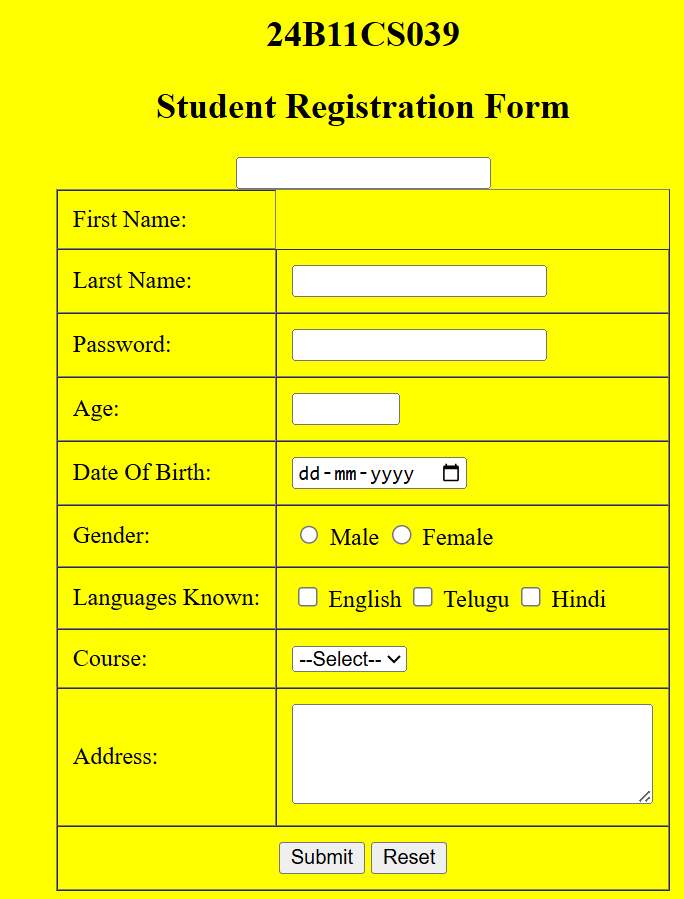 24B11CS039
Student Registration Form
First Name:
Larst Name:
Password:
Age:
Date Of Birth: dd-mm-yyyy
Gender: Male Female
Languages Known: English Telugu Hindi
Course: --Select--
Address:
Submit Reset